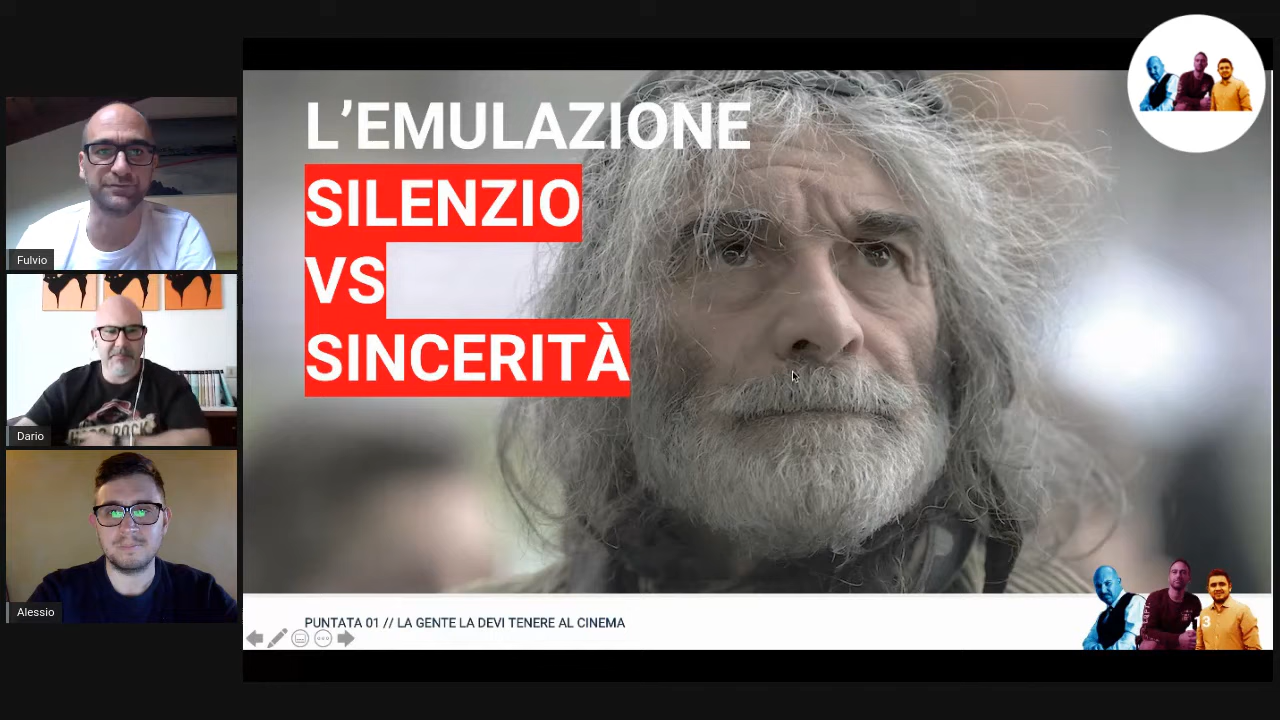 L’EMULAZIONE
SILENZIO
VS
SINCERITÀ
Fulvio
Dario
Alessio
PUNTATA 01 // LA GENTE LA DEVI TENERE AL CINEMA
13